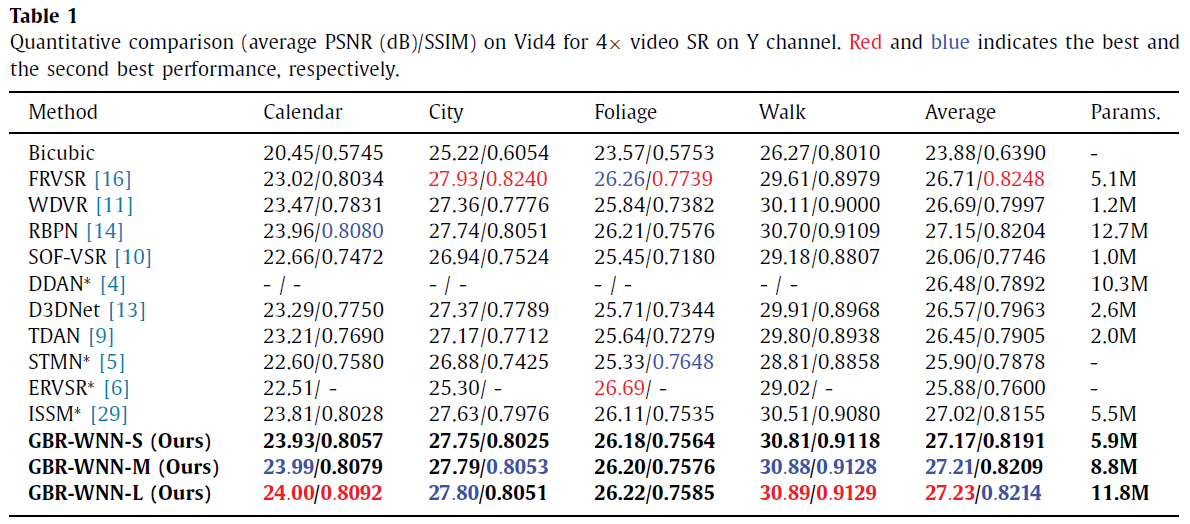 Table 1
Quantitative comparison (average PSNR (dB)/SSIM) on Vid4 for 4× video SR on Y channel. Red and blue indicates the best and
the second best performance, respectively.
Method Calendar City Foliage Walk Average Params.
Bicubic 20.45/0.5745 25.22/0.6054 23.57/0.5753 26.27/0.8010 23.88/0.6390 -
FRVSR [16] 23.02/0.8034 27.93/0.8240 26.26/0.7739 29.61/0.8979 26.71/0.8248 5.1M
WDVR [11] 23.47/0.7831 27.36/0.7776 25.84/0.7382 30.11/0.9000 26.69/0.7997 1.2M
RBPN [14] 23.96/0.8080 27.74/0.8051 26.21/0.7576 30.70/0.9109 27.15/0.8204 12.7M
SOF-VSR [10] 22.66/0.7472 26.94/0.7524 25.45/0.7180 29.18/0.8807 26.06/0.7746 1.0M
DDAN* [4] - / - - / - - / - - / - 26.48/0.7892 10.3M
D3DNet [13] 23.29/0.7750 27.37/0.7789 25.71/0.7344 29.91/0.8968 26.57/0.7963 2.6M
TDAN [9] 23.21/0.7690 27.17/0.7712 25.64/0.7279 29.80/0.8938 26.45/0.7905 2.0M
STMN* [5] 22.60/0.7580 26.88/0.7425 25.33/0.7648 28.81/0.8858 25.90/0.7878 -
ERVSR* [6] 22.51/ - 25.30/ - 26.69/ - 29.02/ - 25.88/0.7600 -
ISSM* [29] 23.81/0.8028 27.63/0.7976 26.11/0.7535 30.51/0.9080 27.02/0.8155 5.5M
GBR-WNN-S (Ours) 23.93/0.8057 27.75/0.8025 26.18/0.7564 30.81/0.9118 27.17/0.8191 5.9M
GBR-WNN-M (Ours) 23.99/0.8079 27.79/0.8053 26.20/0.7576 30.88/0.9128 27.21/0.8209 8.8M
GBR-WNN-L (Ours) 24.00/0.8092 27.80/0.8051 26.22/0.7585 30.89/0.9129 27.23/0.8214 11.8M